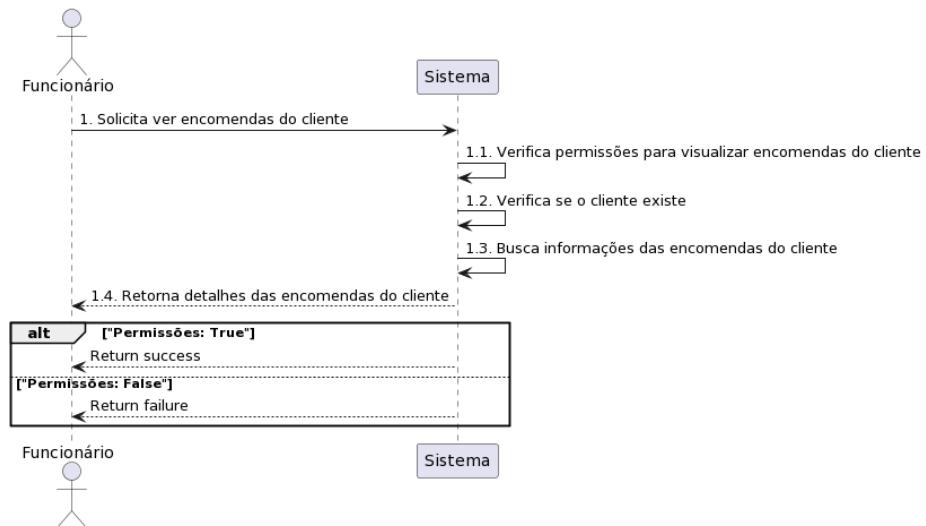 Funcionário
Sistema
1. Solicita ver encomendas do cliente
1.1. Verifica permissões para visualizar encomendas do cliente
1.2. Verifica se o cliente existe
1.3. Busca informações das encomendas do cliente
1.4. Retorna detalhes das encomendas do cliente
alt ["Permissões: True"]
Return success
["Permissões: False"]
Return failure
Funcionário
Sistema